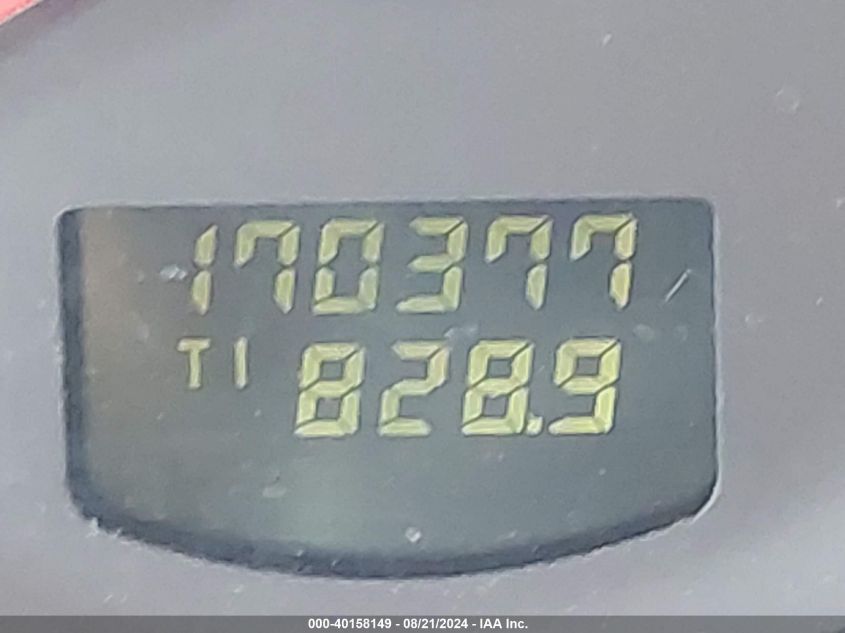 170377
T1 828.9
000-40158149 - 08/21/2024 - IAA Inc.